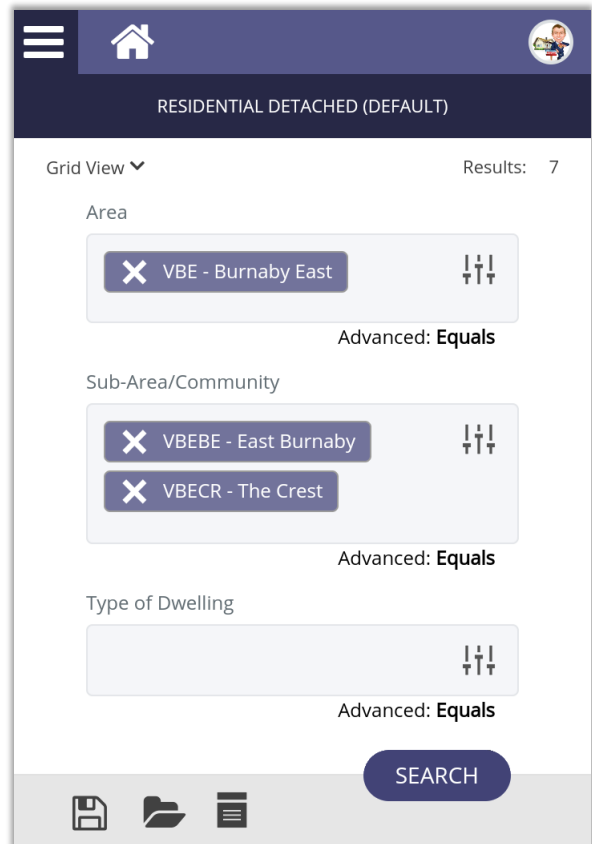 RESIDENTIAL DETACHED (DEFAULT)
Grid View Results: 7
Area
VBE - Burnaby East
Advanced: Equals
Sub-Area/Community
VBEBE - East Burnaby
VBECR - The Crest
Advanced: Equals
Type of Dwelling
Advanced: Equals
SEARCH